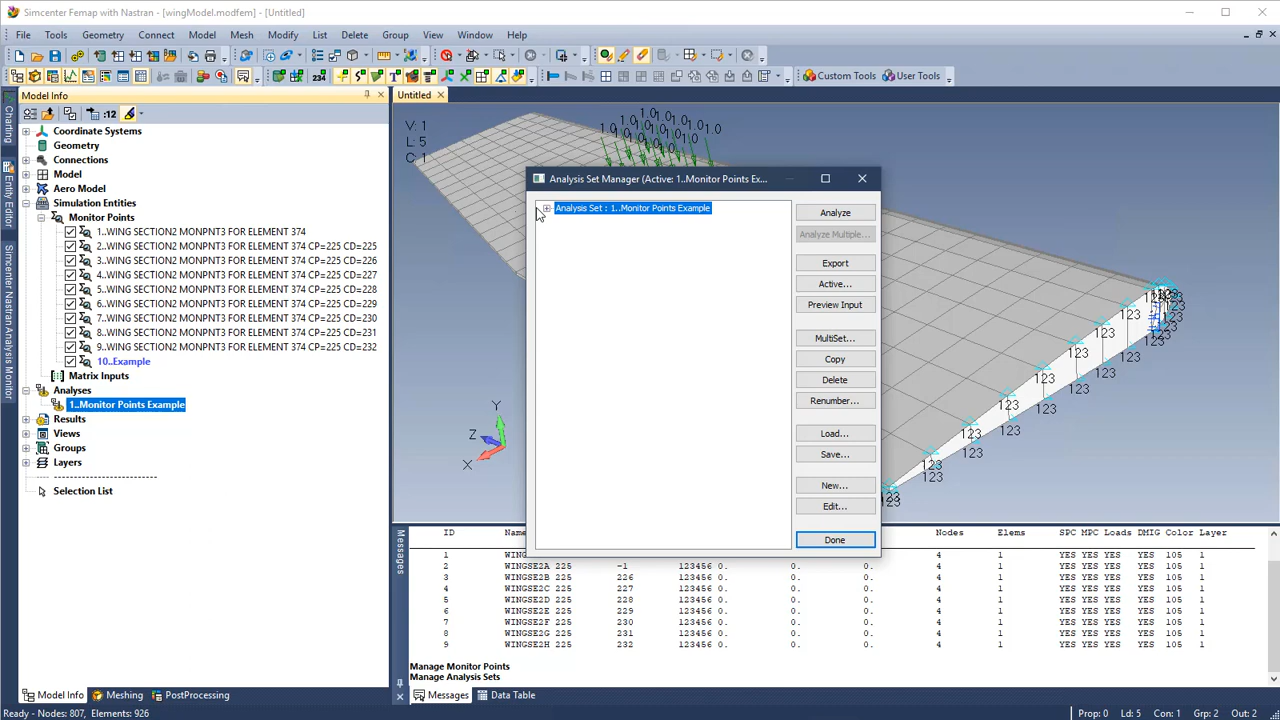 Simcenter Femap with Nastran - [wingModel.modfem] - [Untitled]
File Tools Geometry Connect Model Mesh Modify List Delete Group View Window Help
234
Custom Tools User Tools
Model Info
Untitled
:12
Charting
Entity Editor
Simcenter Nastran Analysis Monitor
Coordinate Systems
Geometry
Connections
Model
Aero Model
Simulation Entities
Monitor Points
1..WING SECTION2 MONPNT3 FOR ELEMENT 374
2..WING SECTION2 MONPNT3 FOR ELEMENT 374 CP=225 CD=225
3..WING SECTION2 MONPNT3 FOR ELEMENT 374 CP=225 CD=226
4..WING SECTION2 MONPNT3 FOR ELEMENT 374 CP=225 CD=227
5..WING SECTION2 MONPNT3 FOR ELEMENT 374 CP=225 CD=228
6..WING SECTION2 MONPNT3 FOR ELEMENT 374 CP=225 CD=229
7..WING SECTION2 MONPNT3 FOR ELEMENT 374 CP=225 CD=230
8..WING SECTION2 MONPNT3 FOR ELEMENT 374 CP=225 CD=231
9..WING SECTION2 MONPNT3 FOR ELEMENT 374 CP=225 CD=232
10..Example
Matrix Inputs
Analyses
1..Monitor Points Example
Results
Views
Groups
Layers
Selection List
V: 1
L: 5
C: 1
Y
Z
X
Analysis Set Manager (Active: 1..Monitor Points Ex...
Analysis Set : 1..Monitor Points Example
Analyze
Analyze Multiple...
Export
Active...
Preview Input
MultiSet...
Copy
Delete
Renumber...
Load...
Save...
New...
Edit...
Done
Messages
ID Name Nodes Elems SPC MPC Loads DMIG Color Layer
1 4 1 YES YES YES YES 105 1
2 WINGSE2A 225 -1 123456 0. 0. 0. 4 1 YES YES YES YES 105 1
3 WINGSE2B 225 226 123456 0. 0. 0. 4 1 YES YES YES YES 105 1
4 WINGSE2C 225 227 123456 0. 0. 0. 4 1 YES YES YES YES 105 1
5 WINGSE2D 225 228 123456 0. 0. 0. 4 1 YES YES YES YES 105 1
6 WINGSE2E 225 229 123456 0. 0. 0. 4 1 YES YES YES YES 105 1
7 WINGSE2F 225 230 123456 0. 0. 0. 4 1 YES YES YES YES 105 1
8 WINGSE2G 225 231 123456 0. 0. 0. 4 1 YES YES YES YES 105 1
9 WINGSE2H 225 232 123456 0. 0. 0. 4 1 YES YES YES YES 105 1
Manage Monitor Points
Manage Analysis Sets
Model Info Meshing PostProcessing
Messages Data Table
Ready - Nodes: 807, Elements: 926
Prop: 0 Ld: 5 Con: 1 Grp: 2 Out: 2